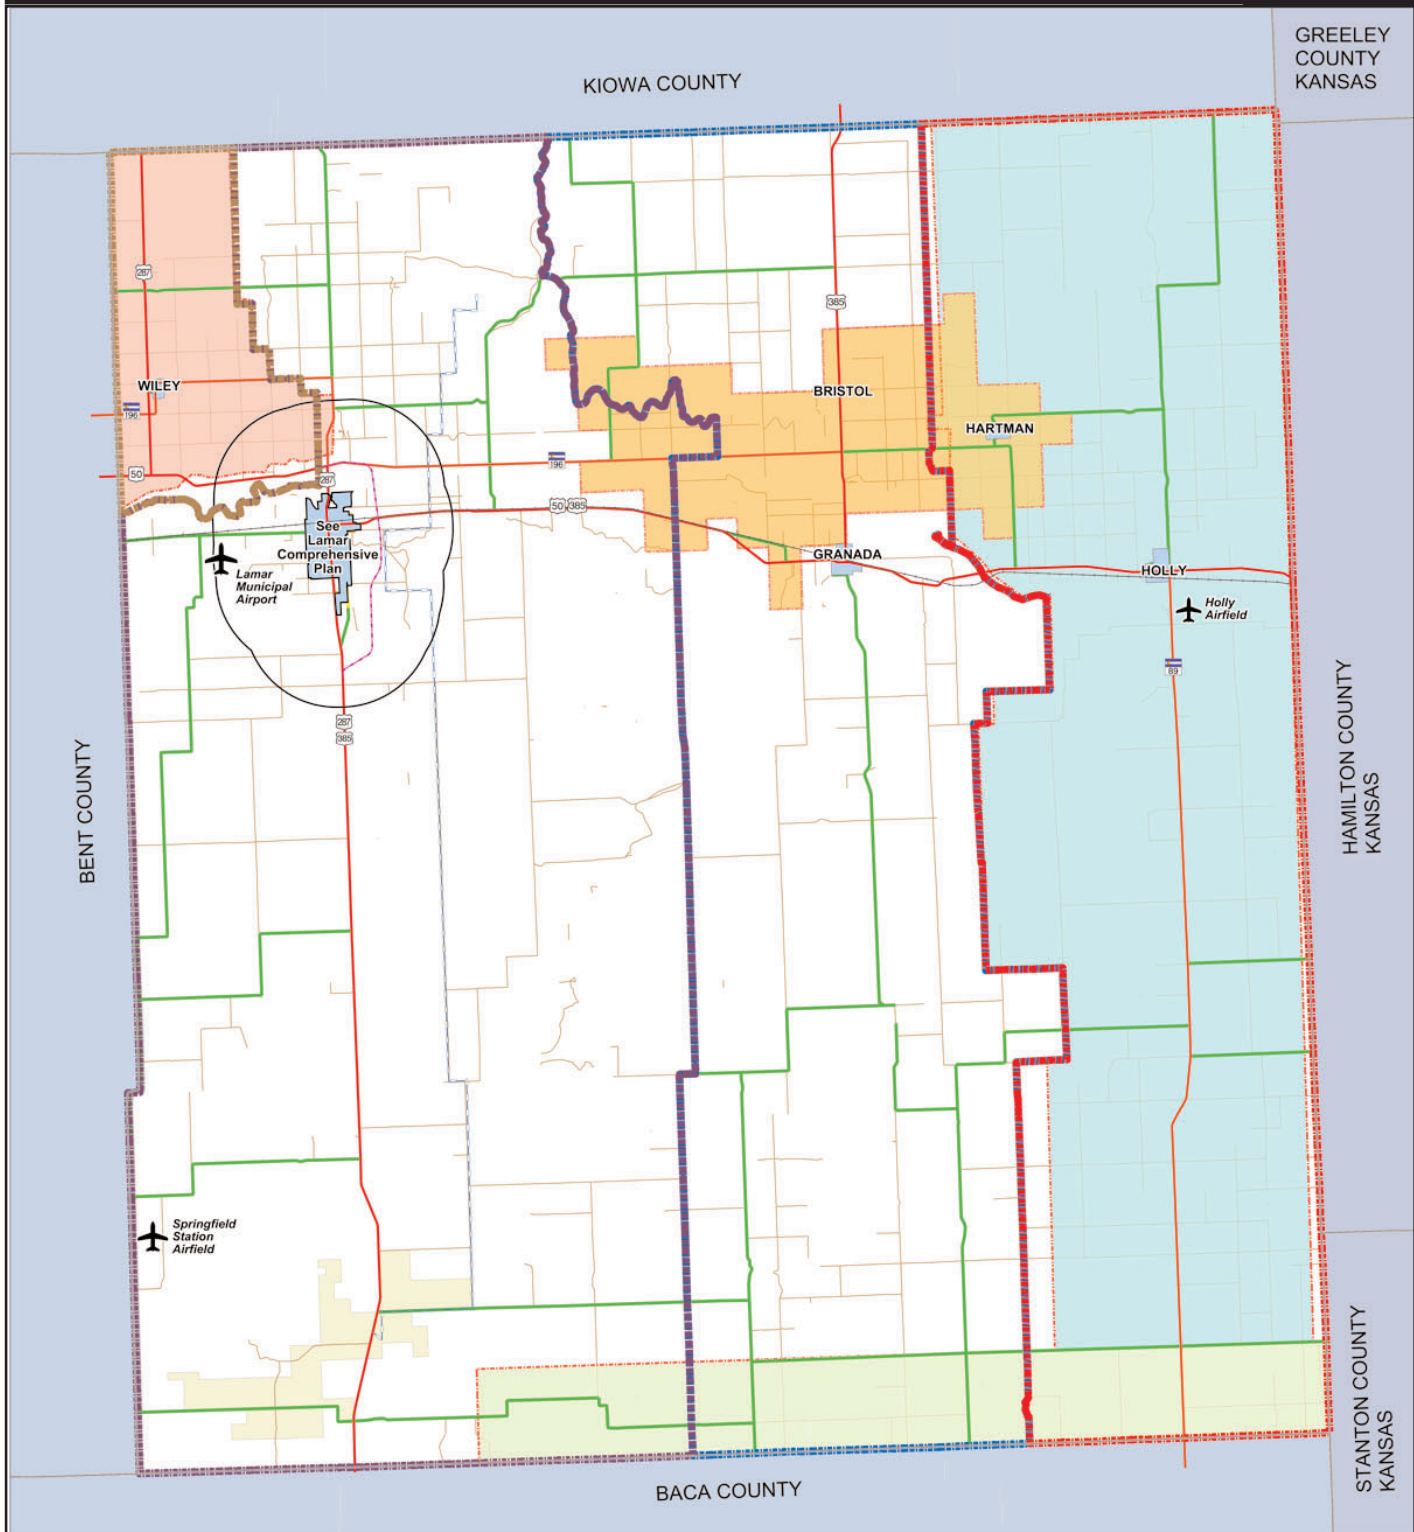 GREELEY
COUNTY
KANSAS
KIOWA COUNTY
287
385
WILEY
196
BRISTOL
HARTMAN
50
287
196
50 385
See
Lamar
Comprehensive
Plan
GRANADA
HOLLY
Lamar
Municipal
Airport
Holly
Airfield
89
287
385
BENT COUNTY
HAMILTON COUNTY
KANSAS
Springfield
Station
Airfield
STANTON COUNTY
KANSAS
BACA COUNTY